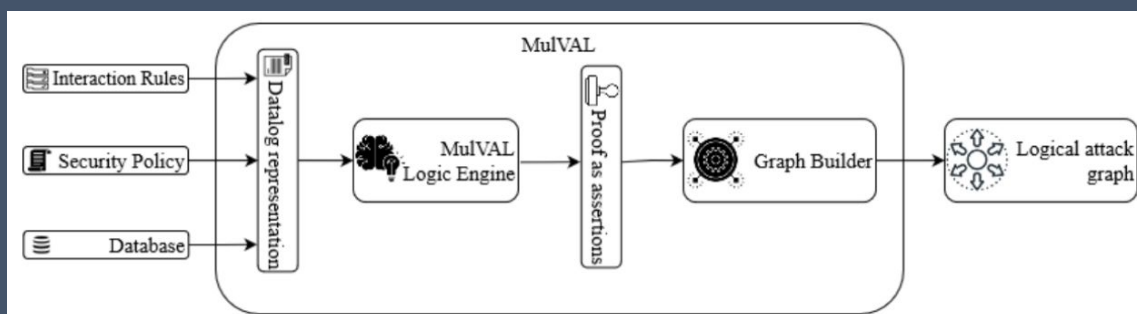 MulVAL
Interaction Rules
Security Policy
Database
Datalog representation
MulVAL
Logic Engine
Proof as assertions
Graph Builder
Logical attack
graph